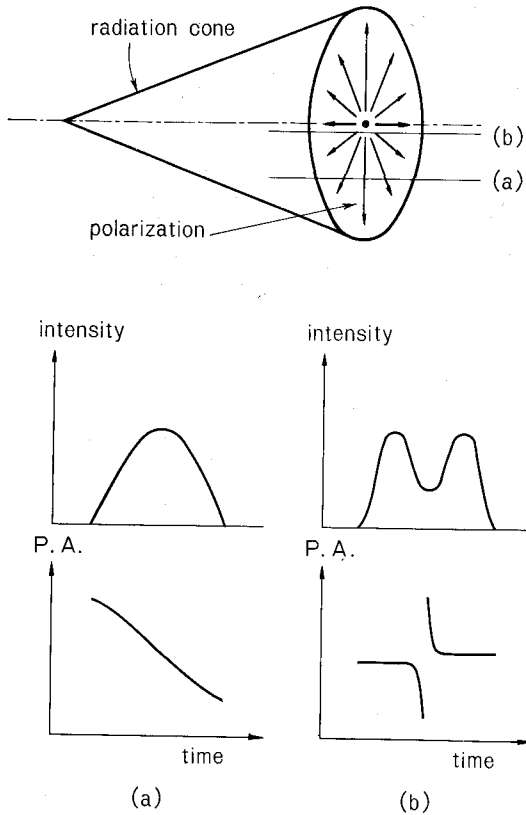 radiation cone
(b)
(a)
polarization
intensity
intensity
P. A.
P. A.
time
time
(a)
(b)